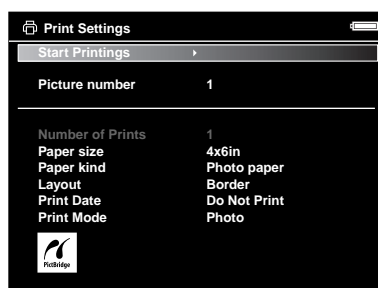 Print Settings
Start Printings
Picture number 1
Number of Prints 1
Paper size 4x6in
Paper kind Photo paper
Layout Border
Print Date Do Not Print
Print Mode Photo
PictBridge